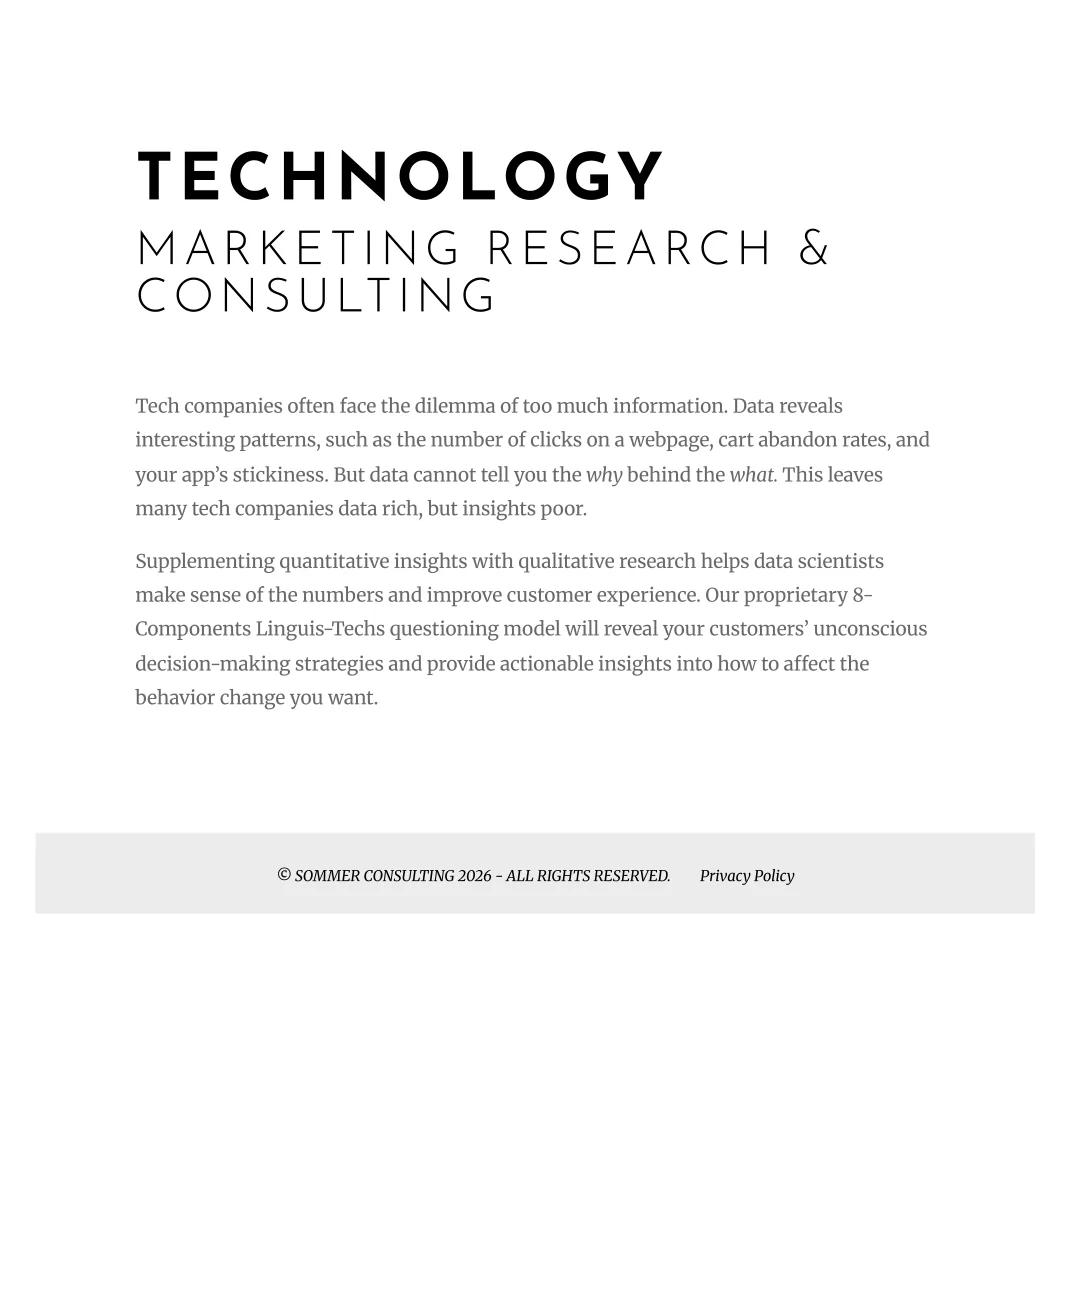 TECHNOLOGY
MARKETING RESEARCH &
CONSULTING
Tech companies often face the dilemma of too much information. Data reveals
interesting patterns, such as the number of clicks on a webpage, cart abandon rates, and
your app’s stickiness. But data cannot tell you the why behind the what. This leaves
many tech companies data rich, but insights poor.
Supplementing quantitative insights with qualitative research helps data scientists
make sense of the numbers and improve customer experience. Our proprietary 8-
Components Linguis-Techs questioning model will reveal your customers’ unconscious
decision-making strategies and provide actionable insights into how to affect the
behavior change you want.
© SOMMER CONSULTING 2026 - ALL RIGHTS RESERVED. Privacy Policy